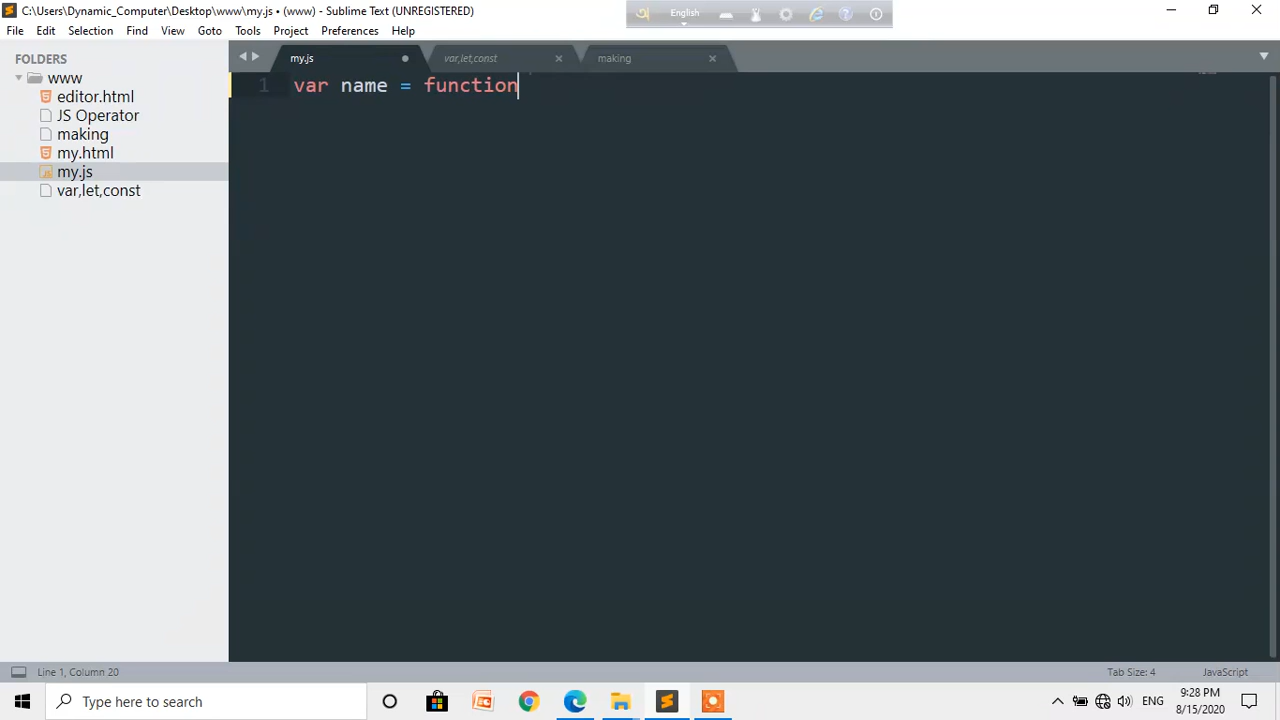 C:\Users\Dynamic_Computer\Desktop\www\my.js • (www) - Sublime Text (UNREGISTERED)
অ English
File Edit Selection Find View Goto Tools Project Preferences Help
FOLDERS
www
editor.html
JS Operator
making
my.html
my.js
var,let,const
my.js var,let,const making
1 var name = function
Line 1, Column 20 Tab Size: 4 JavaScript
Type here to search
ENG
9:28 PM
8/15/2020